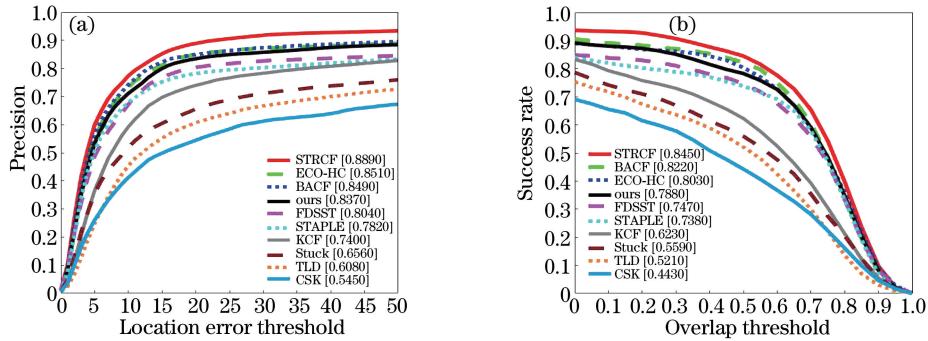 (a)
Precision
1.0
0.9
0.8
0.7
0.6
0.5
0.4
0.3
0.2
0.1
0
STRCF [0.8890]
ECO-HC [0.8510]
BACF [0.8490]
ours [0.8370]
FDSST [0.8040]
STAPLE [0.7820]
KCF [0.7400]
Stuck [0.6560]
TLD [0.6080]
CSK [0.5450]
0 5 10 15 20 25 30 35 40 45 50
Location error threshold
(b)
Success rate
1.0
0.9
0.8
0.7
0.6
0.5
0.4
0.3
0.2
0.1
0
STRCF [0.8450]
BACF [0.8220]
ECO-HC [0.8030]
ours [0.7880]
FDSST [0.7470]
STAPLE [0.7380]
KCF [0.6230]
Stuck [0.5590]
TLD [0.5210]
CSK [0.4430]
0 0.1 0.2 0.3 0.4 0.5 0.6 0.7 0.8 0.9 1.0
Overlap threshold